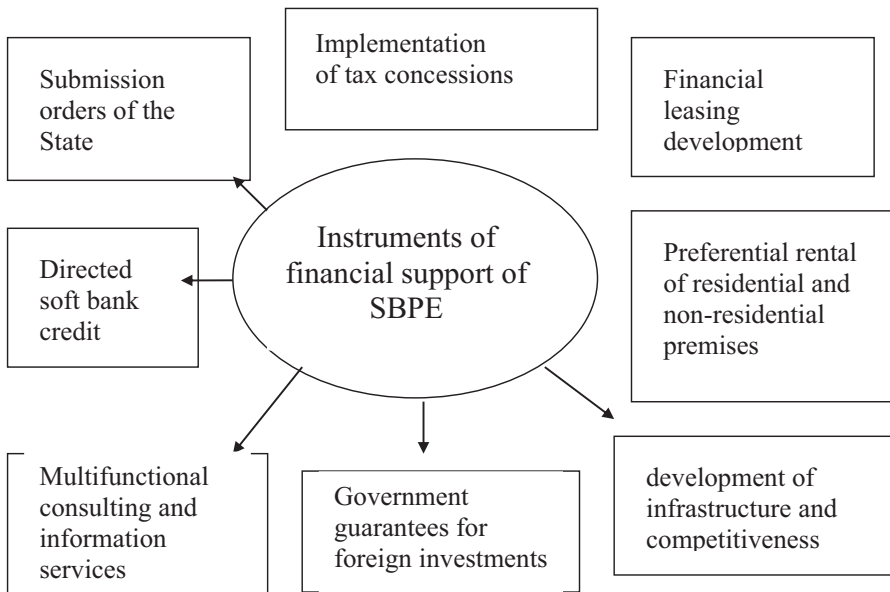 Submission
orders of the
State
Implementation
of tax concessions
Financial
leasing
development
Instruments of
financial support of
SBPE
Directed
soft bank
credit
Preferential rental
of residential and
non-residential
premises
Multifunctional
consulting and
information
services
Government
guarantees for
foreign investments
development of
infrastructure and
competitiveness